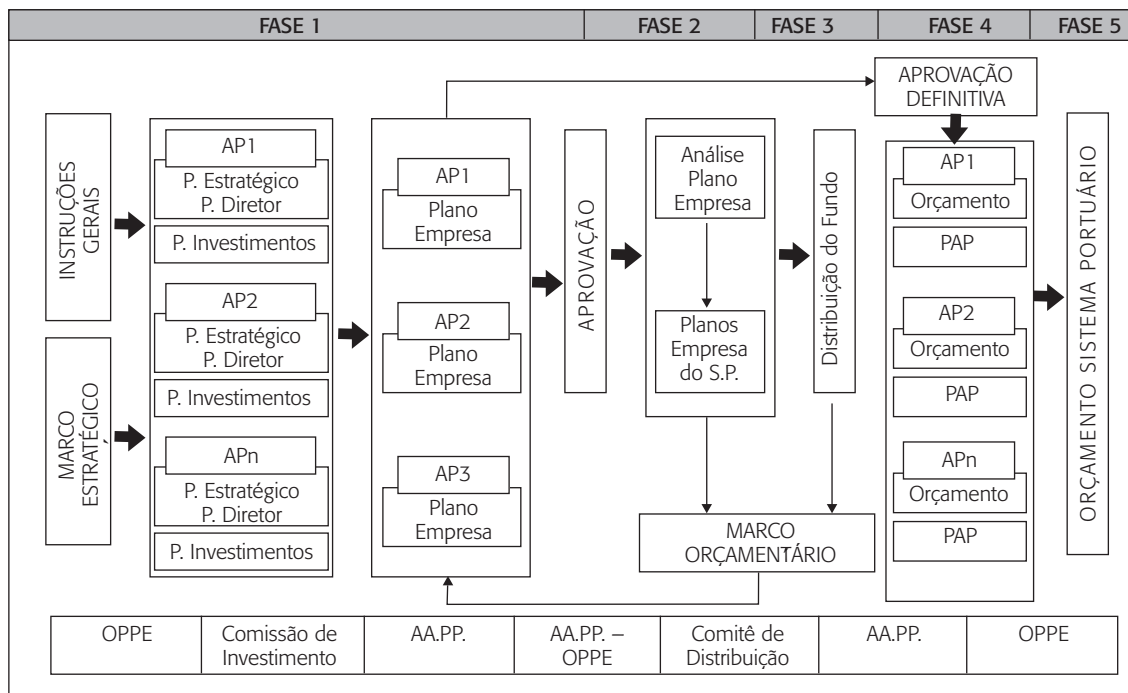 FASE 1
FASE 2
FASE 3
FASE 4
FASE 5
INSTRUÇÕES
GERAIS
MARCO
ESTRATÉGICO
AP1
P. Estratégico
P. Diretor
P. Investimentos
AP2
P. Estratégico
P. Diretor
P. Investimentos
APn
P. Estratégico
P. Diretor
P. Investimentos
AP1
Plano
Empresa
AP2
Plano
Empresa
AP3
Plano
Empresa
APROVAÇÃO
Análise
Plano
Empresa
Planos
Empresa
do S.P.
Distribuição do Fundo
MARCO
ORÇAMENTÁRIO
APROVAÇÃO
DEFINITIVA
AP1
Orçamento
PAP
AP2
Orçamento
PAP
APn
Orçamento
PAP
ORÇAMENTO SISTEMA PORTUÁRIO
OPPE
Comissão de
Investimento
AA.PP.
AA.PP. –
OPPE
Comitê de
Distribuição
AA.PP.
OPPE